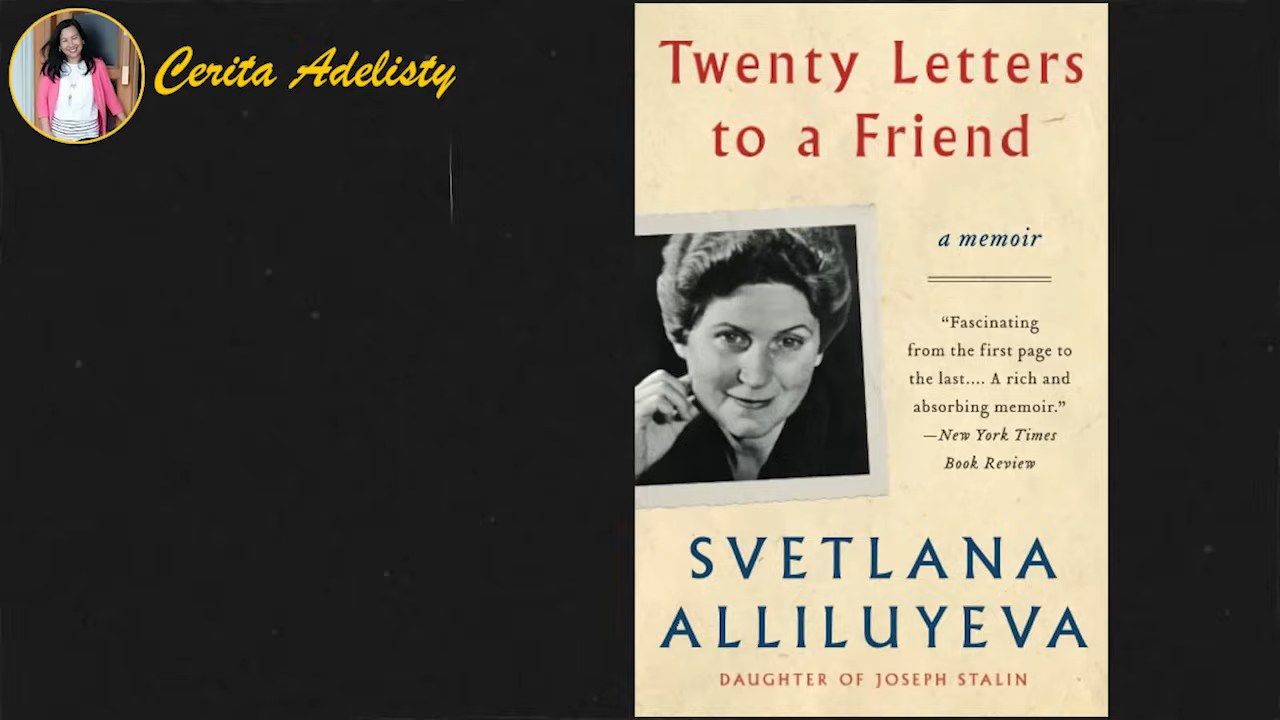 Cerita Adelisty
Twenty Letters
to a Friend
a memoir
“Fascinating
from the first page to
the last.... A rich and
absorbing memoir.”
—New York Times
Book Review
SVETLANA
ALLILUYEVA
DAUGHTER OF JOSEPH STALIN